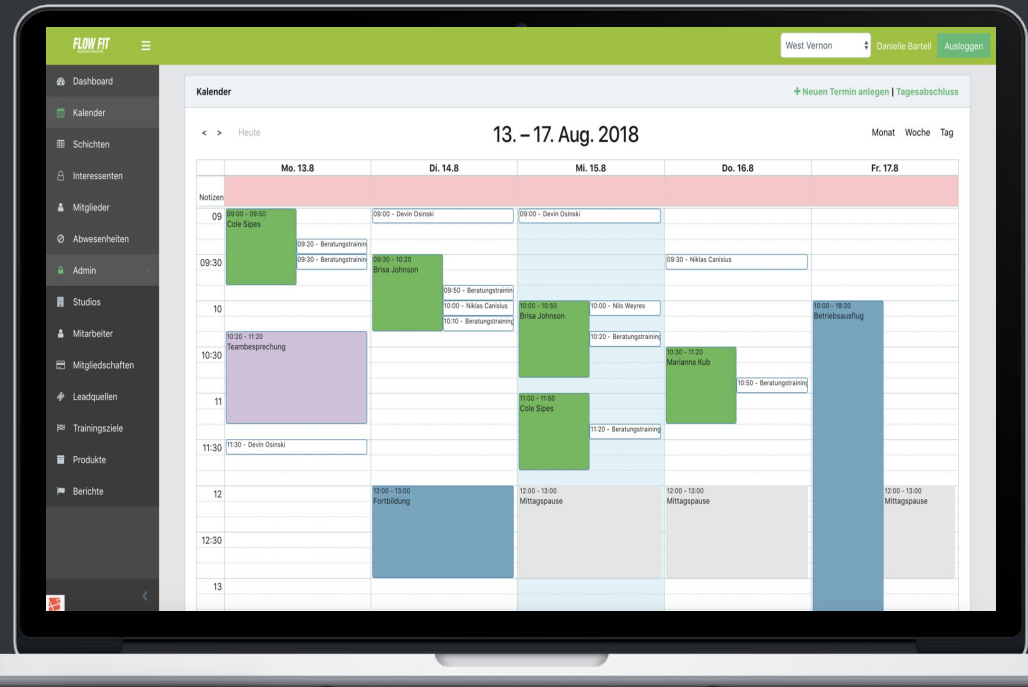 FLOW FIT
West Vernon
Danielle Bartell
Ausloggen
Dashboard
Kalender
Schichten
Interessenten
Mitglieder
Abwesenheiten
Admin
Studios
Mitarbeiter
Mitgliedschaften
Leadquellen
Trainingsziele
Produkte
Berichte
Kalender
+ Neuen Termin anlegen | Tagesabschluss
< > Heute
13. – 17. Aug. 2018
Monat Woche Tag
Mo. 13.8
Di. 14.8
Mi. 15.8
Do. 16.8
Fr. 17.8
Notizen
09
09:30
10
10:30
11
11:30
12
12:30
13
09:00 - 09:50
Cole Sipes
09:20 - Beratungstrainin
09:30 - Beratungstrainin
10:20 - 11:20
Teambesprechung
11:30 - Devin Osinski
09:00 - Devin Osinski
09:30 - 10:20
Brisa Johnson
09:50 - Beratungstrainin
10:00 - Niklas Canisius
10:10 - Beratungstraining
12:00 - 13:00
Fortbildung
09:00 - Devin Osinski
10:00 - 10:50
Brisa Johnson
10:00 - Nils Weyres
10:20 - Beratungstraining
11:00 - 11:50
Cole Sipes
11:20 - Beratungstraining
12:00 - 13:00
Mittagspause
09:30 - Niklas Canisius
10:30 - 11:20
Marianna Kub
10:50 - Beratungstraining
12:00 - 13:00
Mittagspause
10:00 - 18:20
Betriebsausflug
12:00 - 13:00
Mittagspause